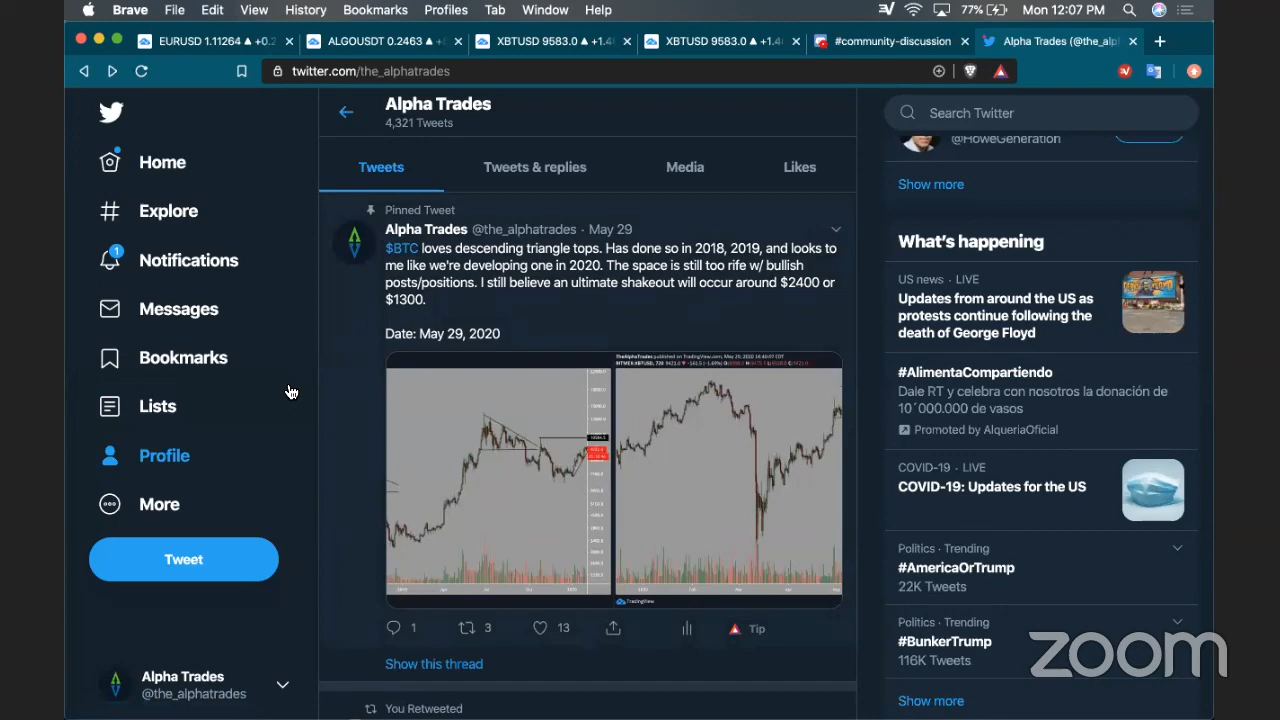 Brave File Edit View History Bookmarks Profiles Tab Window Help 77% Mon 12:07 PM
EURUSD 1.11264 ▲ +0.2 ALGOUSDT 0.2463 ▲ XBTUSD 9583.0 ▲ +1.4 XBTUSD 9583.0 ▲ +1.4 #community-discussion Alpha Trades (@the_alp
twitter.com/the_alphatrades
Home
Explore
1
Notifications
Messages
Bookmarks
Lists
Profile
More
Tweet
Alpha Trades
@the_alphatrades
Alpha Trades
4,321 Tweets
Tweets Tweets & replies Media Likes
Pinned Tweet
Alpha Trades @the_alphatrades · May 29
$BTC loves descending triangle tops. Has done so in 2018, 2019, and looks to
me like we're developing one in 2020. The space is still too rife w/ bullish
posts/positions. I still believe an ultimate shakeout will occur around $2400 or
$1300.
Date: May 29, 2020
TradingView
1 3 13 Tip
Show this thread
You Retweeted
Search Twitter
@HoweGeneration
Show more
What's happening
US news · LIVE
Updates from around the US as
protests continue following the
death of George Floyd
#AlimentaCompartiendo
Dale RT y celebra con nosotros la donación de
10´000.000 de vasos
Promoted by AlqueriaOficial
COVID-19 · LIVE
COVID-19: Updates for the US
Politics · Trending
#AmericaOrTrump
22K Tweets
Politics · Trending
#BunkerTrump
116K Tweets
Show more
zoom